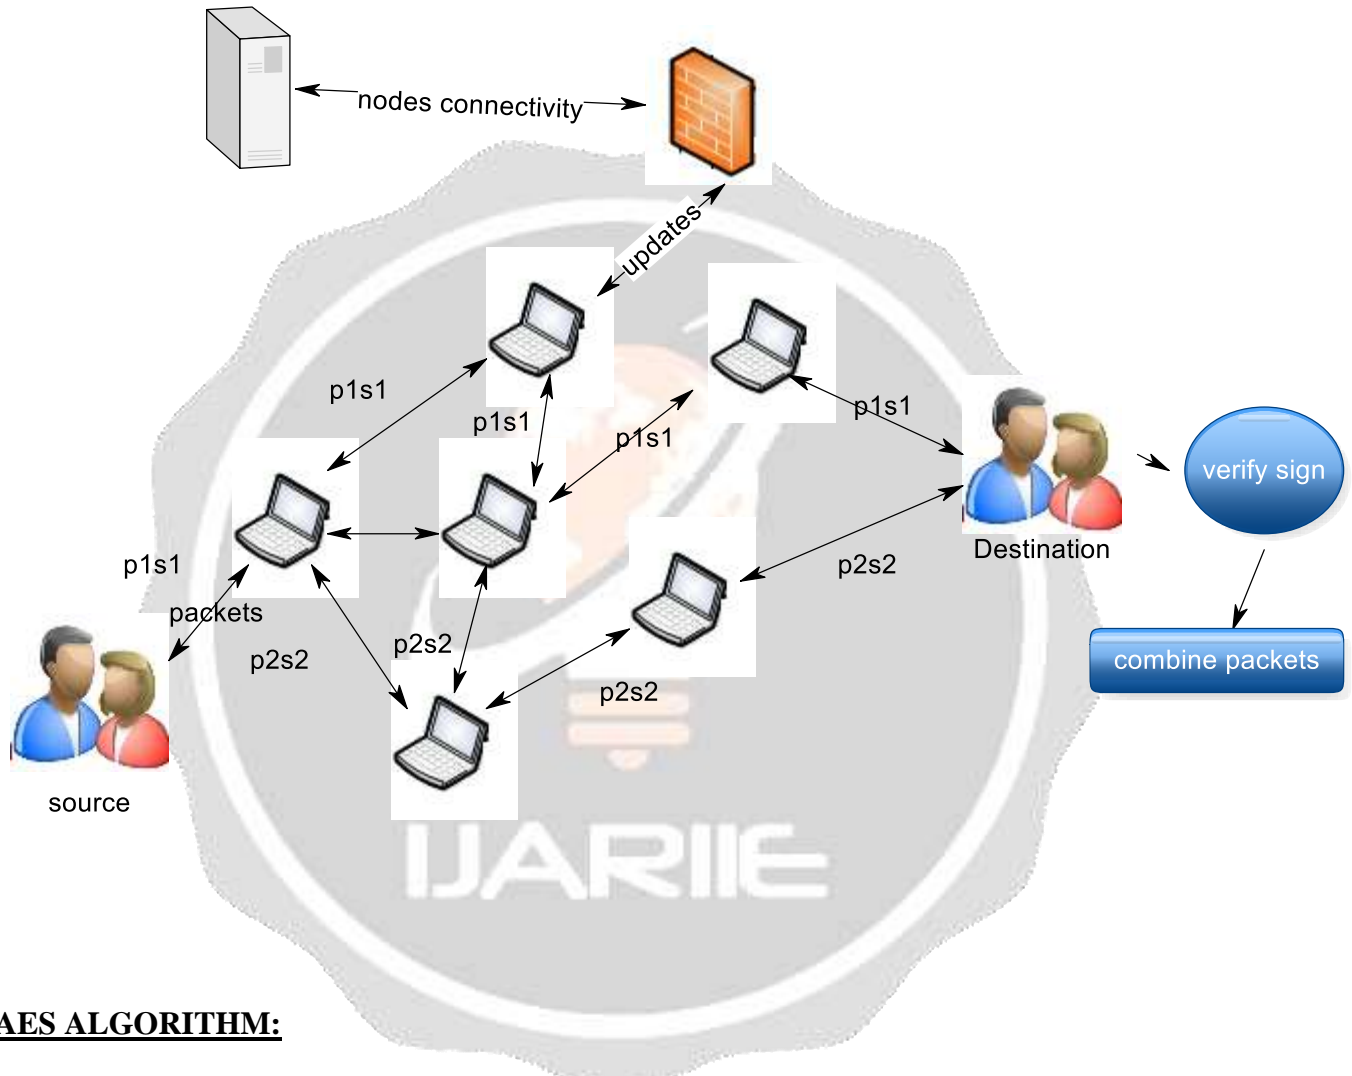 nodes connectivity
updates
p1s1
p1s1
p1s1
p1s1
verify sign
Destination
p1s1
p2s2
packets
p2s2
p2s2
combine packets
p2s2
source
IJARIIE
AES ALGORITHM: